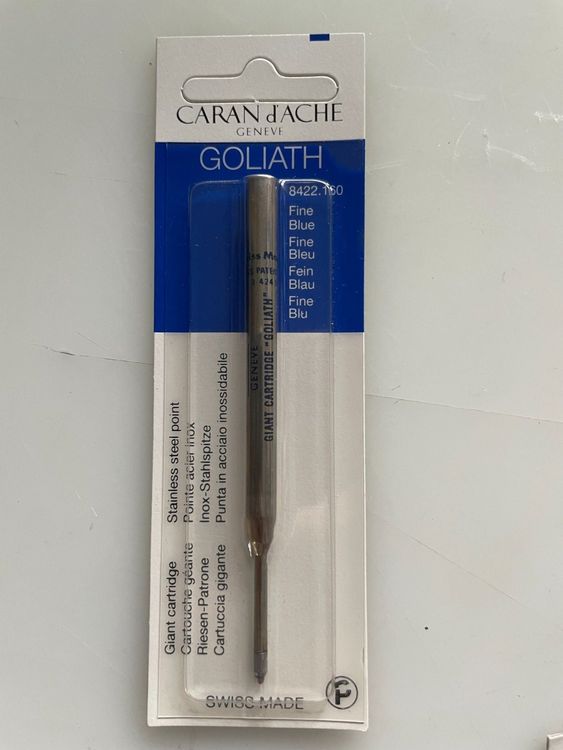 CARAN d'ACHE
GENEVE
GOLIATH
8422.160
Fine
Blue
Fine
Bleu
Fein
Blau
Fine
Blu
GENEVE
GIANT CARTRIDGE "GOLIATH"
Stainless steel point
Pointe acier inox
Inox-Stahlspitze
Punta in acciaio inossidabile
Giant cartridge
Cartouche géante
Riesen-Patrone
Cartuccia gigante
SWISS MADE